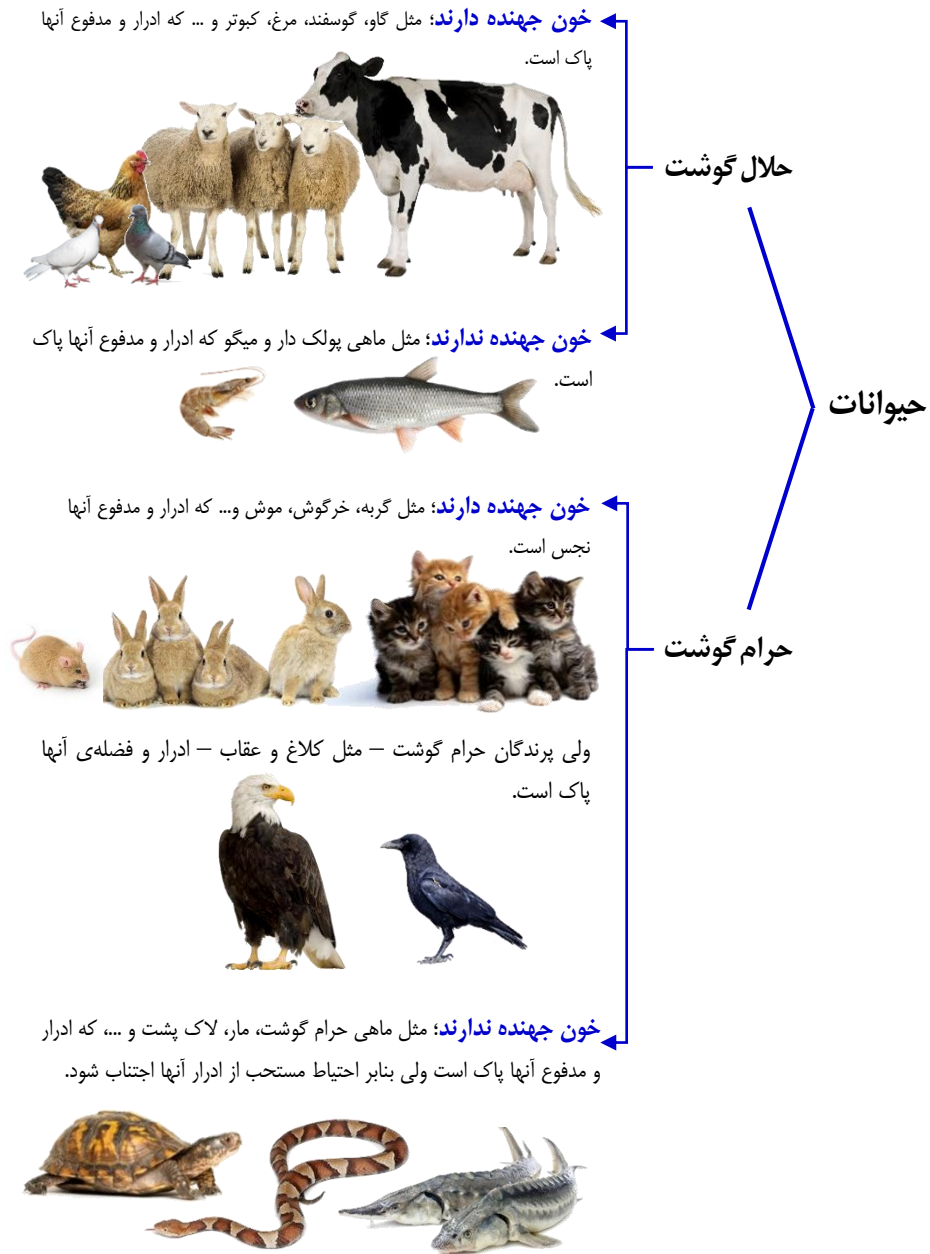 حیوانات
حلال گوشت
خون جهنده دارند؛ مثل گاو، گوسفند، مرغ، کبوتر و ... که ادرار و مدفوع آنها
پاک است.
خون جهنده ندارند؛ مثل ماهی پولک دار و میگو که ادرار و مدفوع آنها پاک
است.
حرام گوشت
خون جهنده دارند؛ مثل گربه، خرگوش، موش و... که ادرار و مدفوع آنها
نجس است.
ولی پرندگان حرام گوشت – مثل کلاغ و عقاب – ادرار و فضله‌ی آنها
پاک است.
خون جهنده ندارند؛ مثل ماهی حرام گوشت، مار، لاک پشت و ...، که ادرار
و مدفوع آنها پاک است ولی بنابر احتیاط مستحب از ادرار آنها اجتناب شود.